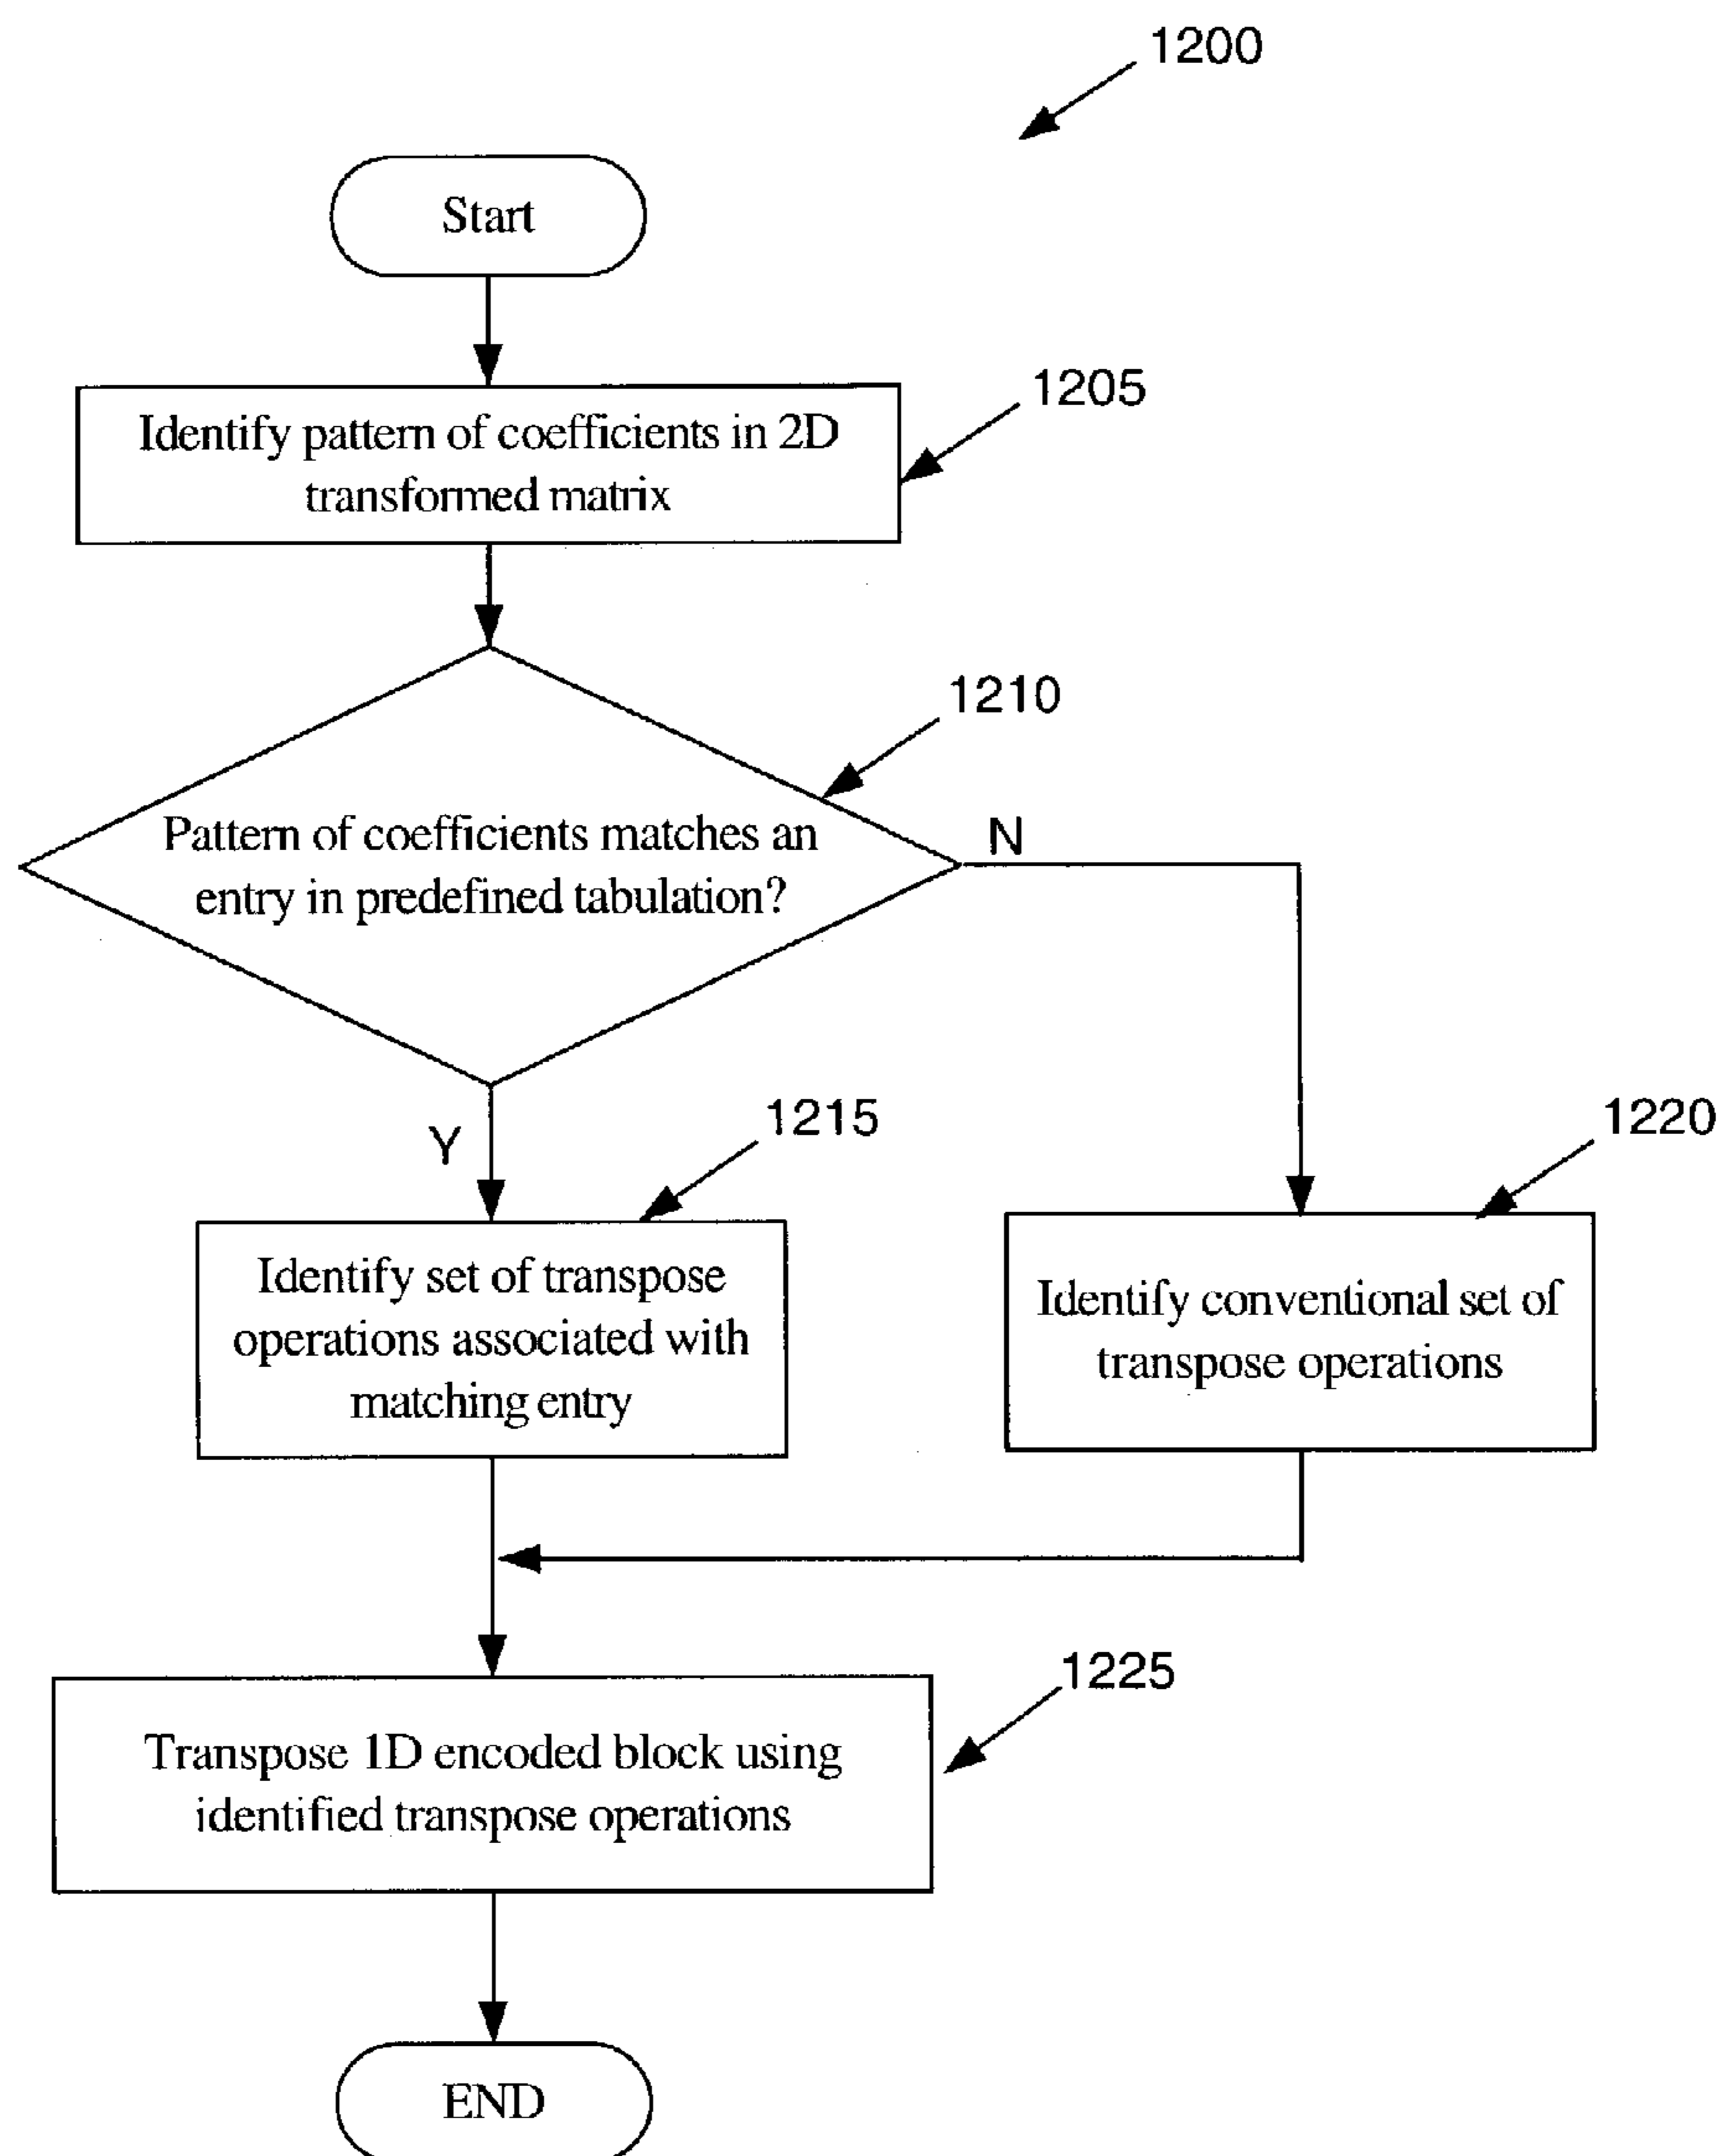 1200
Start
1205
Identify pattern of coefficients in 2D
transformed matrix
1210
Pattern of coefficients matches an
entry in predefined tabulation?
N
Y
1215
1220
Identify set of transpose
operations associated with
matching entry
Identify conventional set of
transpose operations
1225
Transpose 1D encoded block using
identified transpose operations
END